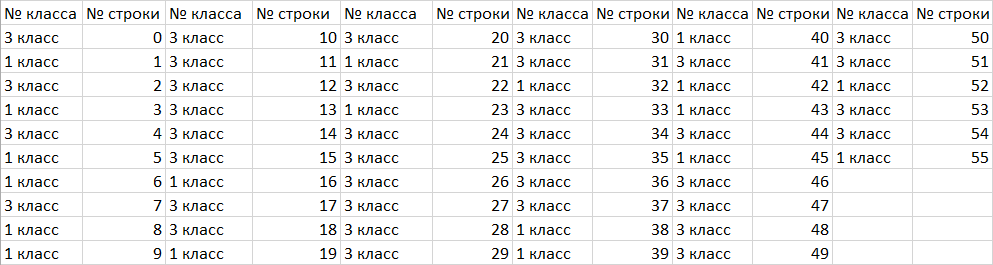 № класса № строки № класса № строки № класса № строки № класса № строки № класса № строки № класса № строки
3 класс 0 3 класс 10 3 класс 20 3 класс 30 1 класс 40 3 класс 50
1 класс 1 3 класс 11 1 класс 21 3 класс 31 3 класс 41 3 класс 51
3 класс 2 3 класс 12 3 класс 22 1 класс 32 1 класс 42 1 класс 52
1 класс 3 3 класс 13 1 класс 23 3 класс 33 1 класс 43 3 класс 53
3 класс 4 3 класс 14 3 класс 24 3 класс 34 3 класс 44 3 класс 54
1 класс 5 3 класс 15 3 класс 25 3 класс 35 1 класс 45 1 класс 55
1 класс 6 1 класс 16 3 класс 26 3 класс 36 3 класс 46
3 класс 7 3 класс 17 3 класс 27 3 класс 37 3 класс 47
1 класс 8 3 класс 18 3 класс 28 1 класс 38 3 класс 48
1 класс 9 1 класс 19 3 класс 29 1 класс 39 3 класс 49